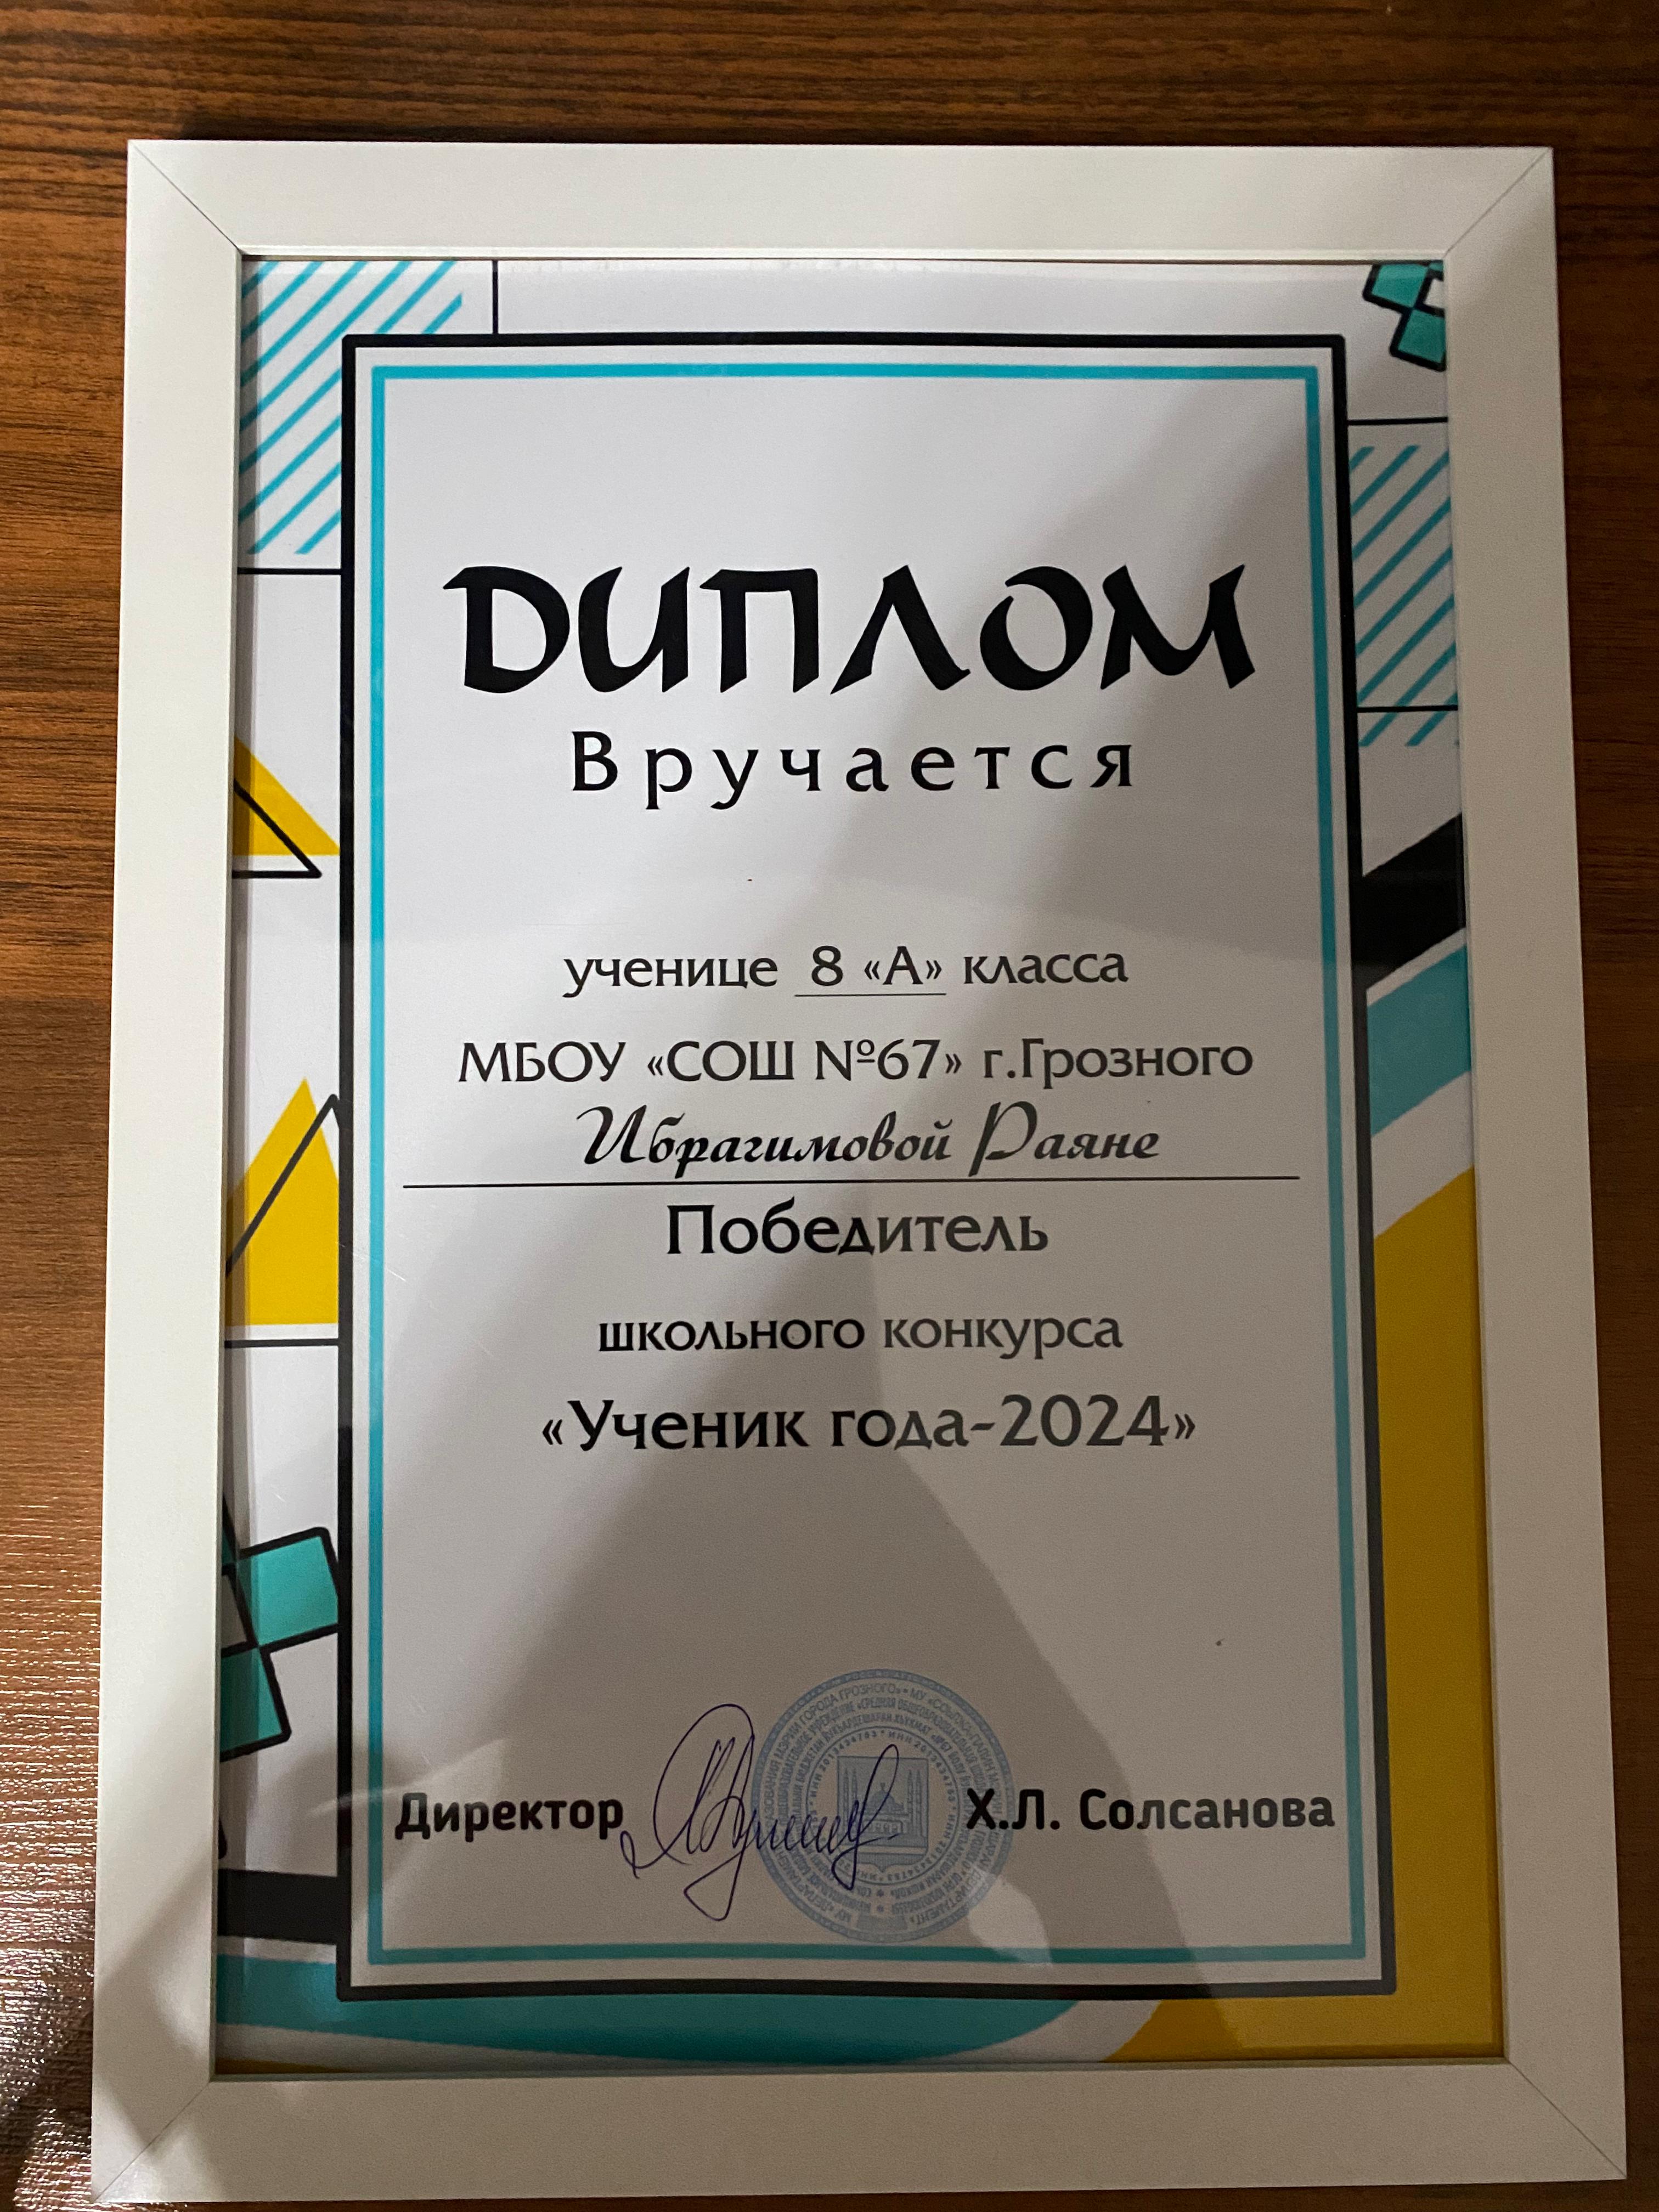 ДИПЛОМ
Вручается
ученице 8 «А» класса
МБОУ «СОШ №67» г.Грозного
Ибрагимовой Раяне
Победитель
школьного конкурса
«Ученик года-2024»
Директор Х.Л. Солсанова